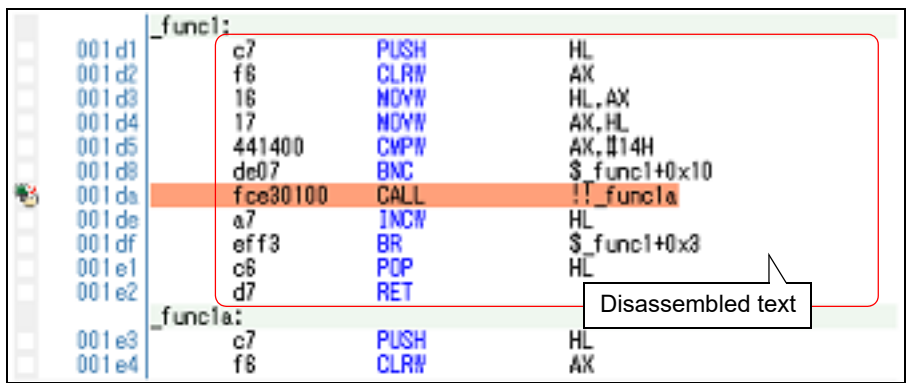 _func1:
001d1 c7 PUSH HL
001d2 f6 CLRW AX
001d3 16 MOVW HL,AX
001d4 17 MOVW AX,HL
001d5 441400 CMPW AX,#14H
001d8 de07 BNC $_func1+0x10
001da fce30100 CALL !!_func1a
001de a7 INCW HL
001df eff3 BR $_func1+0x3
001e1 c6 POP HL
001e2 d7 RET
Disassembled text
_func1a:
001e3 c7 PUSH HL
001e4 f6 CLRW AX